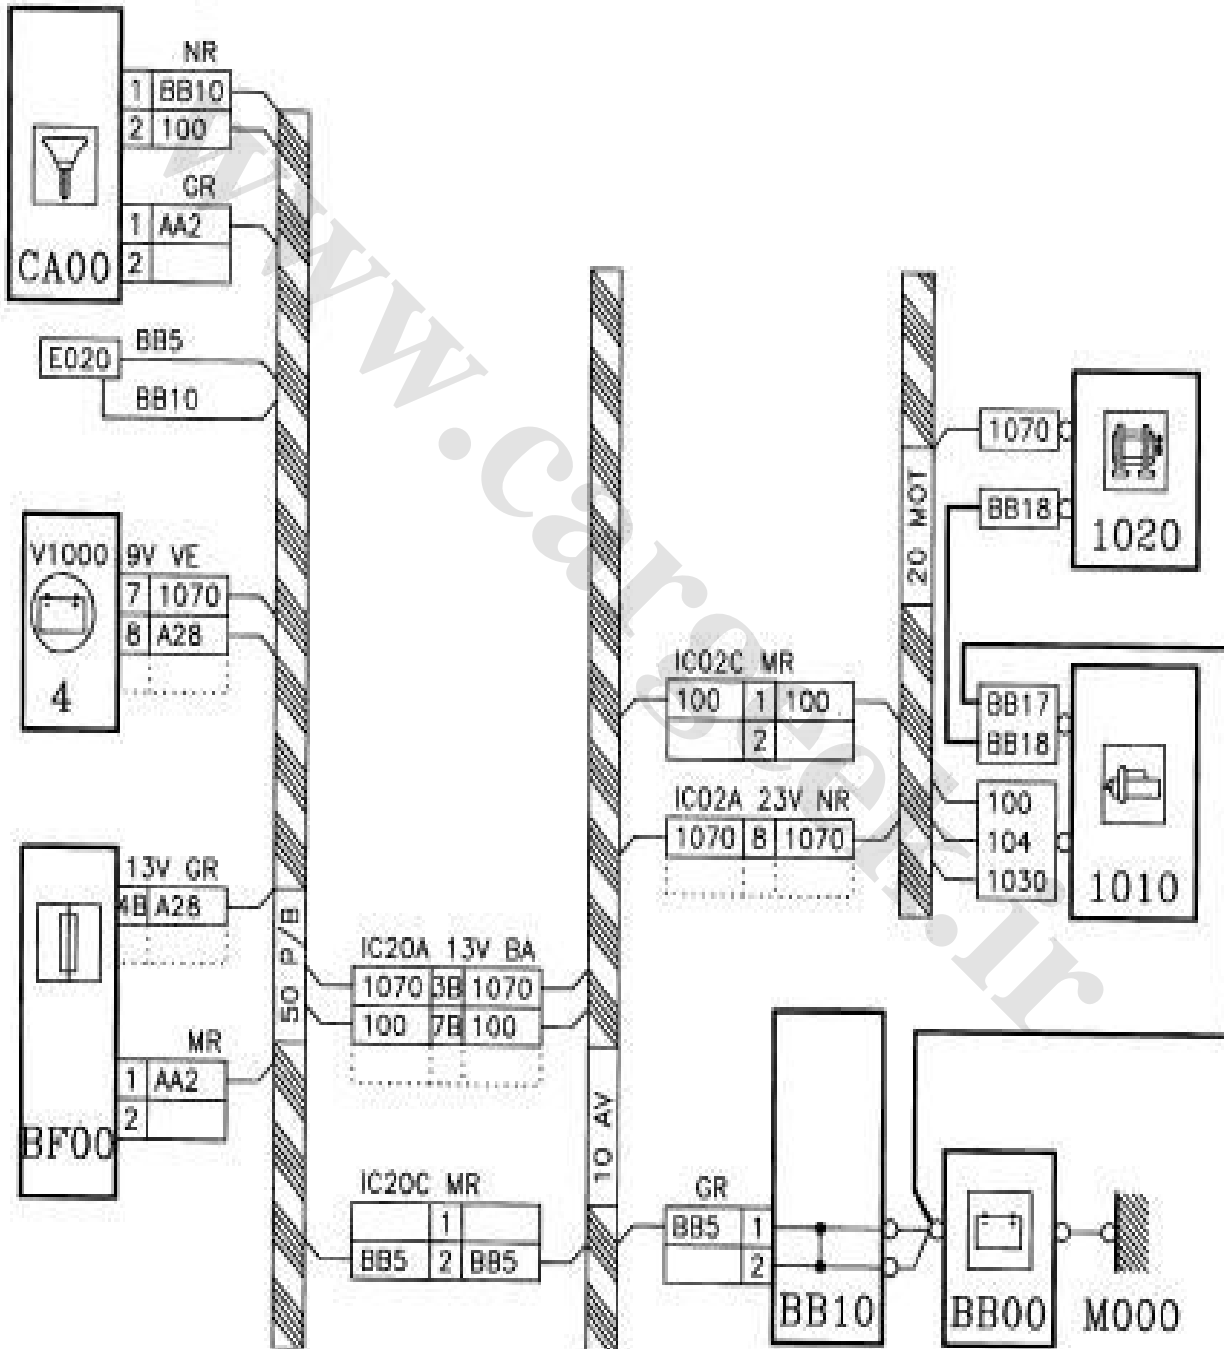 NR
1 BB10
2 100
GR
1 AA2
2
CA00
E020
BB5
BB10
V1000
9V VE
7 1070
8 A28
4
13V GR
4B A28
MR
1 AA2
2
BF00
50 P/B
IC20A 13V BA
1070 3B 1070
100 7B 100
IC20C MR
1
BB5 2 BB5
10 AV
IC02C MR
100 1 100
2
IC02A 23V NR
1070 8 1070
20 MOT
1070
BB18
1020
BB17
BB18
100
104
1030
1010
GR
BB5 1
2
BB10
BB00
M000
www.cargeek.ir